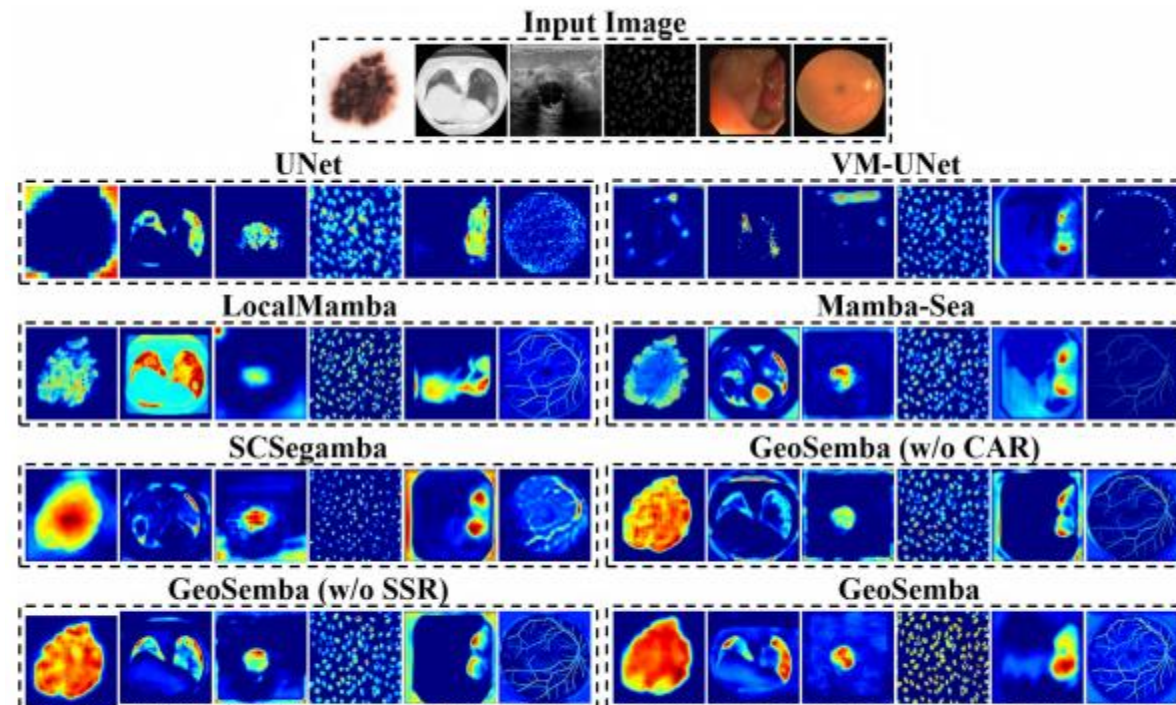 Input Image
UNet
VM-UNet
LocalMamba
Mamba-Sea
SCSegamba
GeoSemba (w/o CAR)
GeoSemba (w/o SSR)
GeoSemba